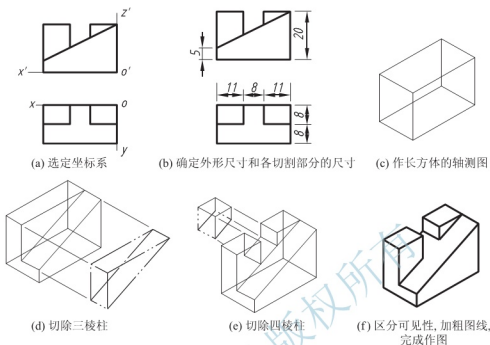 z'
x'
o'
x
o
y
(a) 选定坐标系
5
20
11
8
11
8
8
(b) 确定外形尺寸和各切割部分的尺寸
(c) 作长方体的轴测图
(d) 切除三棱柱
(e) 切除四棱柱
(f) 区分可见性, 加粗图线,
完成作图
版权所有